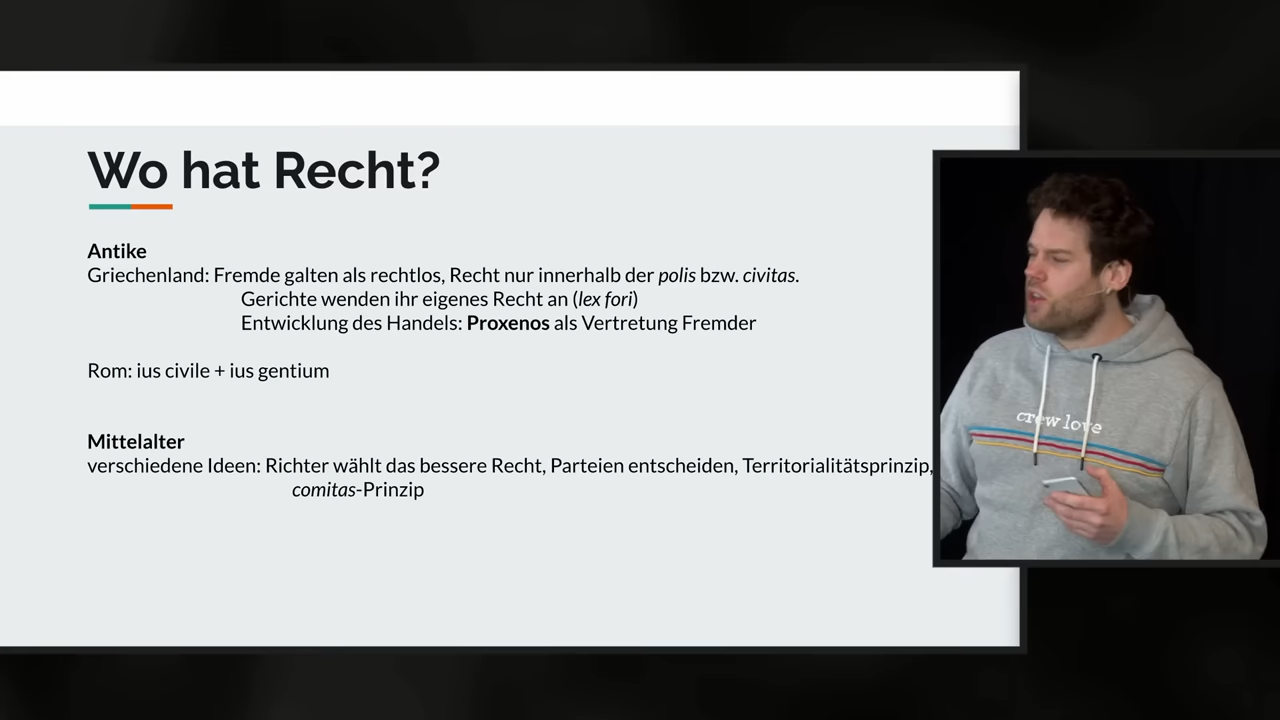 Wo hat Recht?
Antike
Griechenland: Fremde galten als rechtlos, Recht nur innerhalb der polis bzw. civitas.
Gerichte wenden ihr eigenes Recht an (lex fori)
Entwicklung des Handels: Proxenos als Vertretung Fremder
Rom: ius civile + ius gentium
Mittelalter
verschiedene Ideen: Richter wählt das bessere Recht, Parteien entscheiden, Territorialitätsprinzip,
comitas-Prinzip
crew love